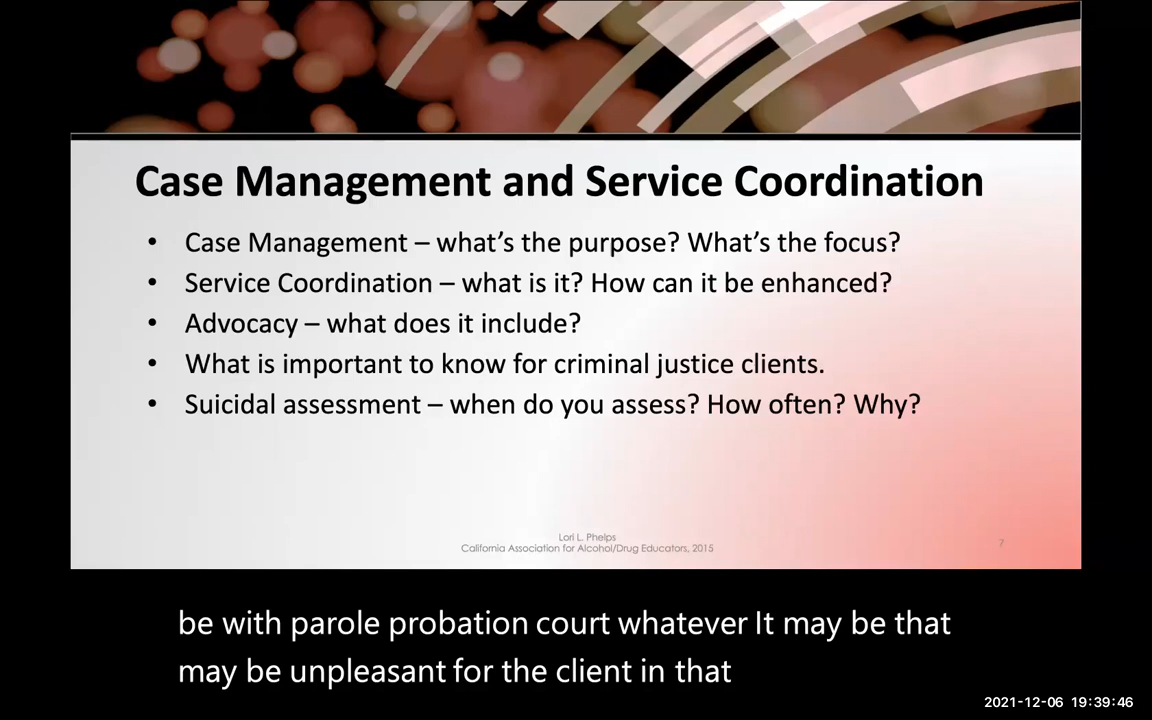 Case Management and Service Coordination
• Case Management – what's the purpose? What's the focus?
• Service Coordination – what is it? How can it be enhanced?
• Advocacy – what does it include?
• What is important to know for criminal justice clients.
• Suicidal assessment – when do you assess? How often? Why?
Lori L. Phelps
California Association for Alcohol/Drug Educators, 2015
7
be with parole probation court whatever It may be that
may be unpleasant for the client in that
2021-12-06 19:39:46